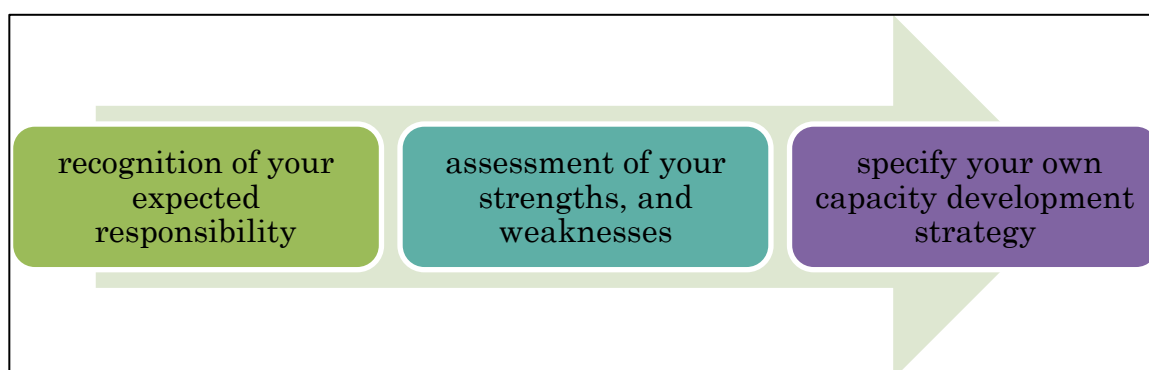 recognition of your
expected
responsibility
assessment of your
strengths, and
weaknesses
specify your own
capacity development
strategy